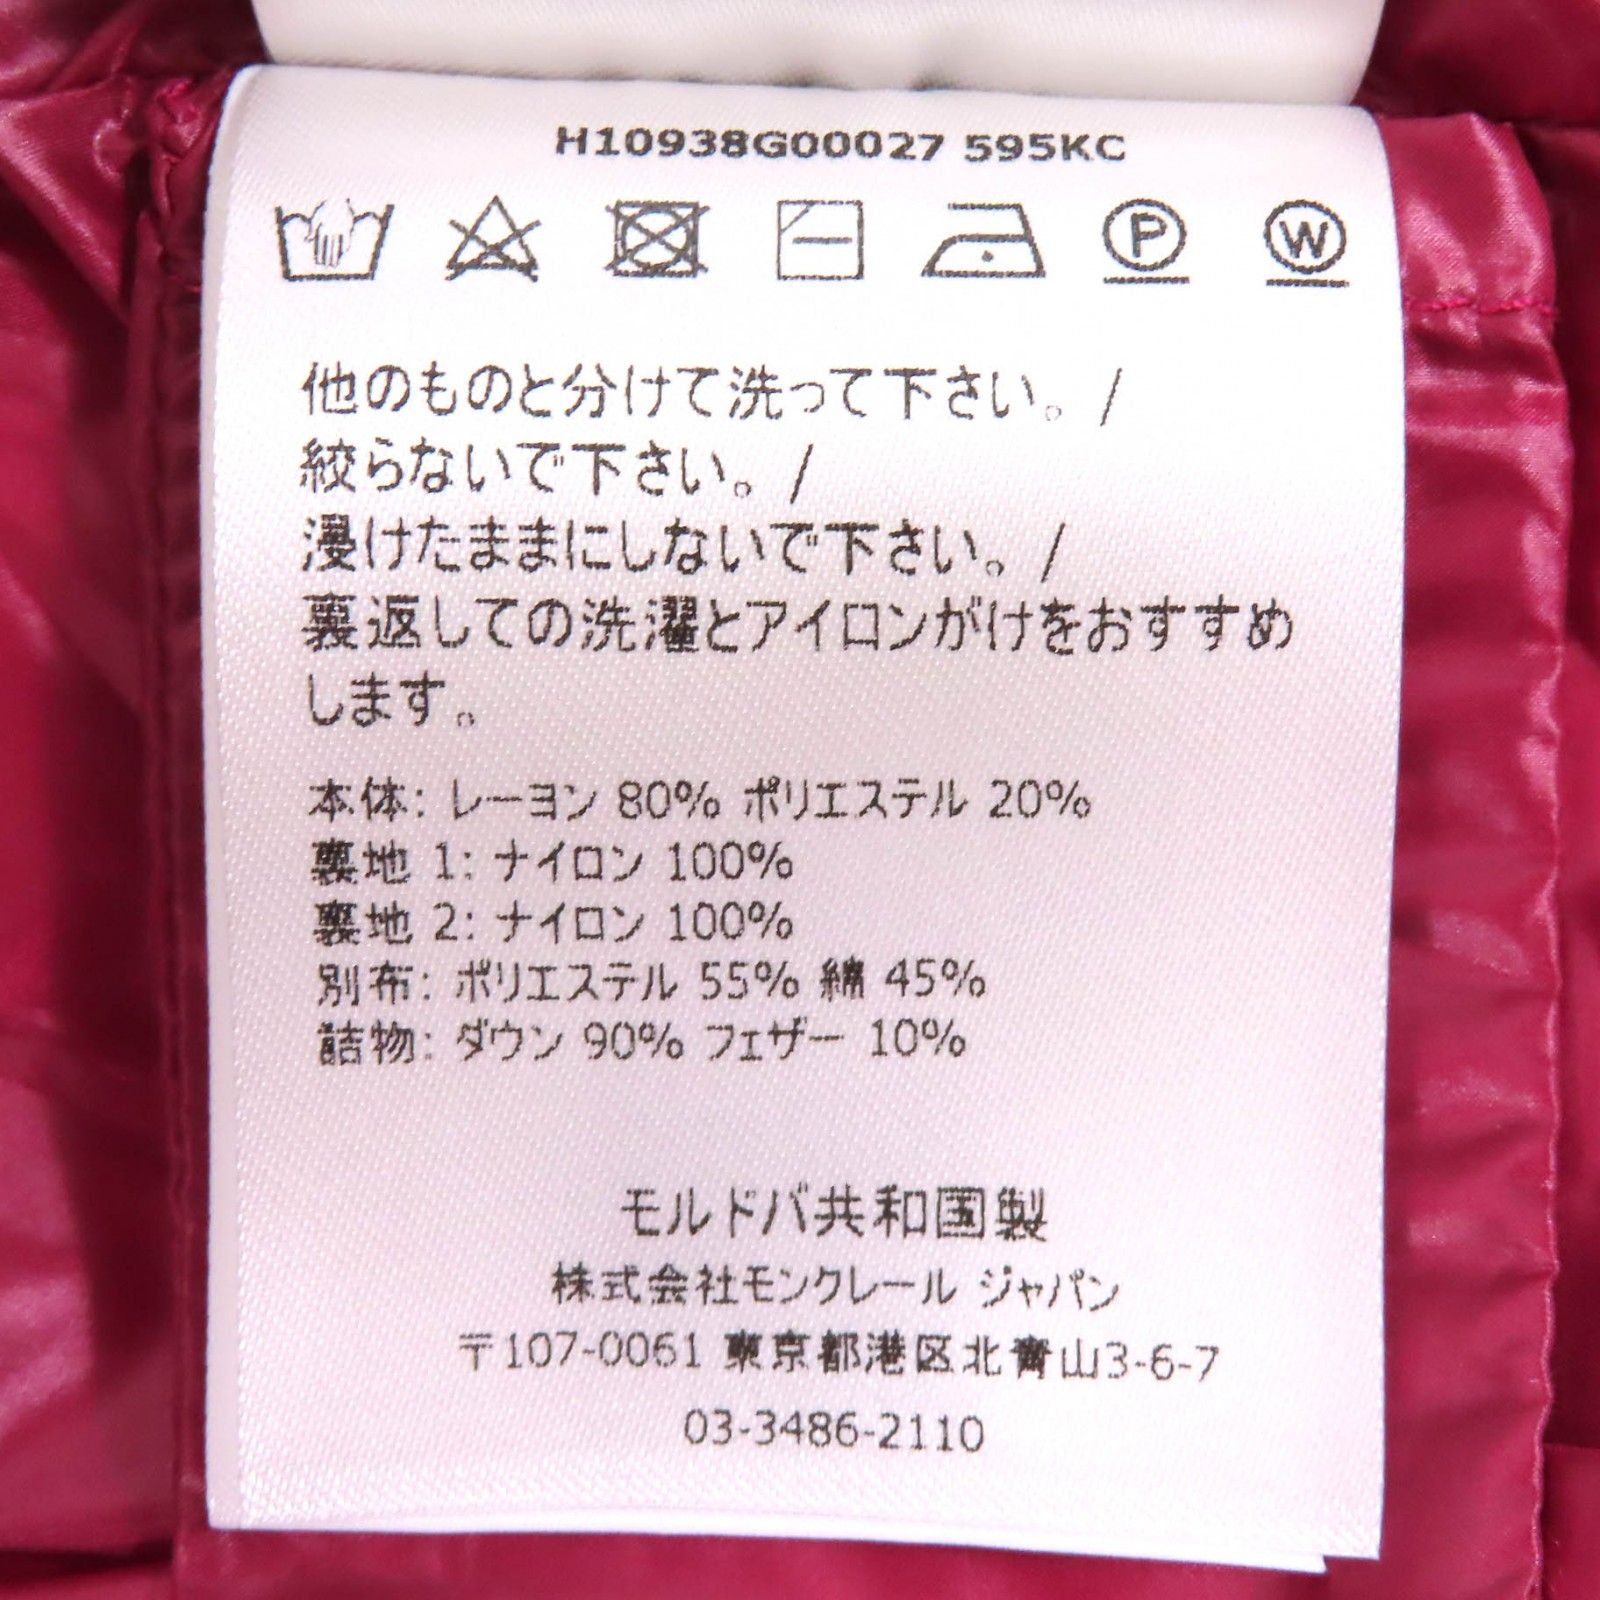 H10938G00027 595KC
P W
他のものと分けて洗って下さい。/
絞らないで下さい。/
浸けたままにしないで下さい。/
裏返しての洗濯とアイロンがけをおすすめ
します。
本体: レーヨン 80% ポリエステル 20%
裏地 1: ナイロン 100%
裏地 2: ナイロン 100%
別布: ポリエステル 55% 綿 45%
詰物: ダウン 90% フェザー 10%
モルドバ共和国製
株式会社モンクレール ジャパン
〒107-0061 東京都港区北青山3-6-7
03-3486-2110